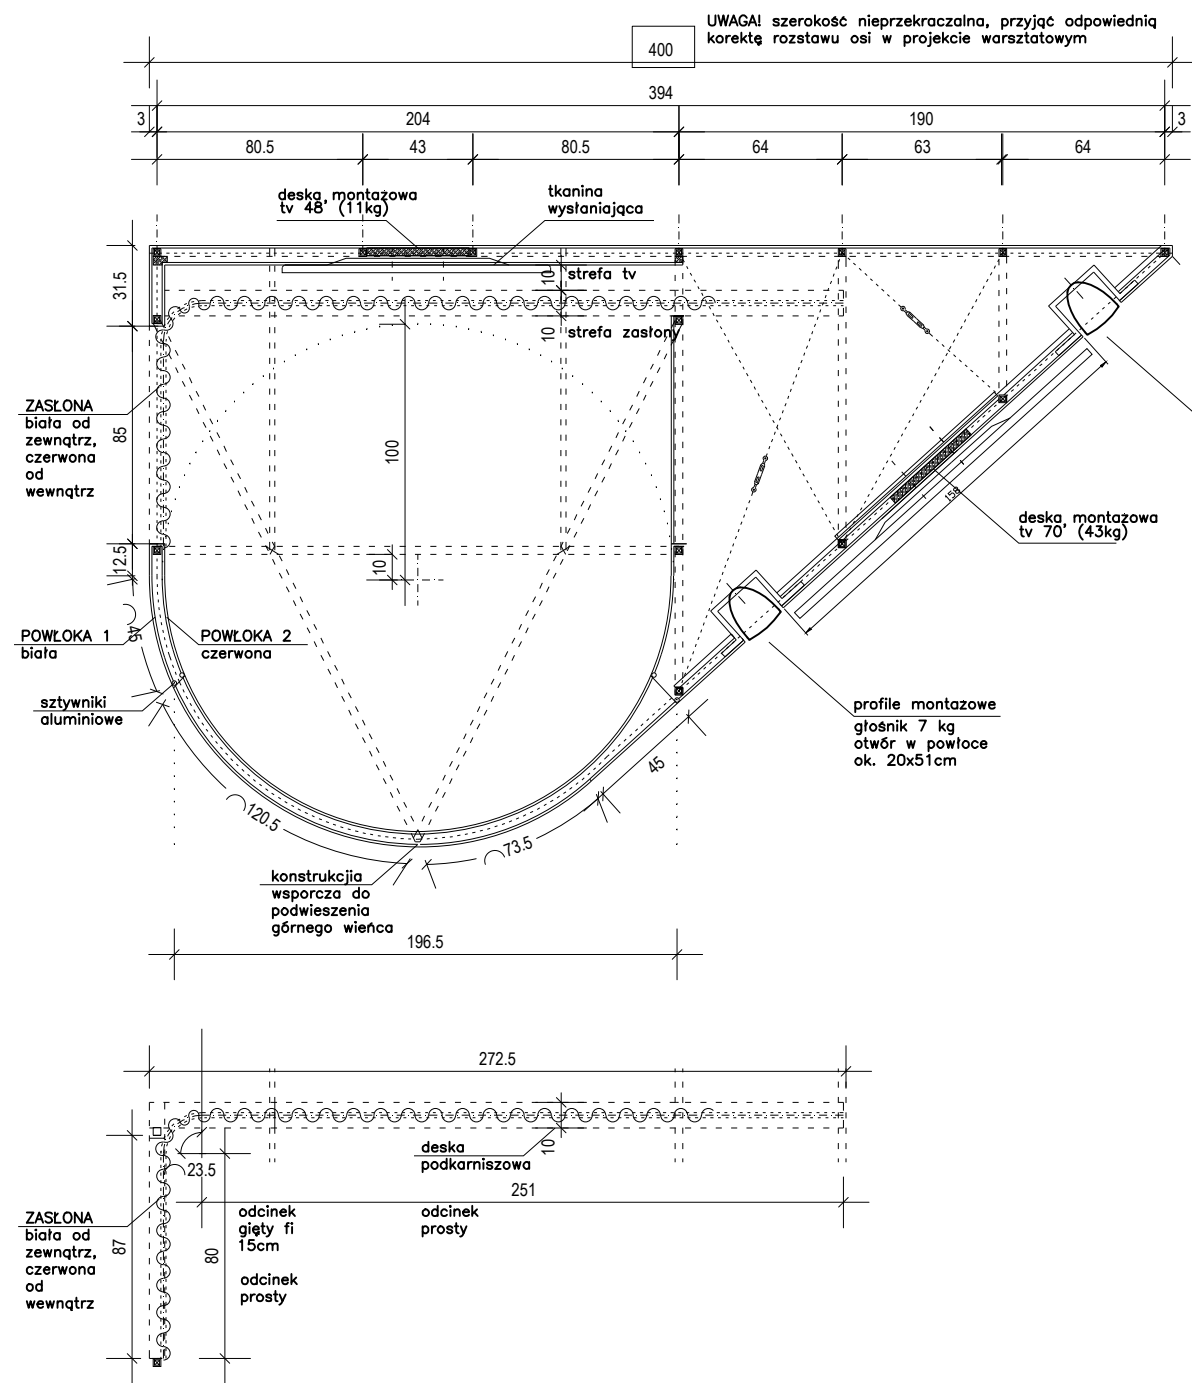 UWAGA! szerokość nieprzekraczalna, przyjąć odpowiednią
korektę rozstawu osi w projekcie warsztatowym
400
394
3
204
190
3
80.5
43
80.5
64
63
64
deska montażowa
tv 48' (11kg)
tkanina
wysłaniająca
31.5
10
strefa tv
10
strefa zasłony
ZASŁONA
biała od
zewnątrz,
czerwona
od
wewnątrz
85
100
158
deska montażowa
tv 70' (43kg)
12.5
10
45
POWŁOKA 1
biała
POWŁOKA 2
czerwona
sztywniki
aluminiowe
profile montażowe
głośnik 7 kg
otwór w powłoce
ok. 20x51cm
45
120.5
73.5
konstrukcjia
wsporcza do
podwieszenia
górnego wieńca
196.5
272.5
deska
podkarniszowa
10
23.5
251
ZASŁONA
biała od
zewnątrz,
czerwona
od
wewnątrz
87
80
odcinek
gięty fi
15cm
odcinek
prosty
odcinek
prosty